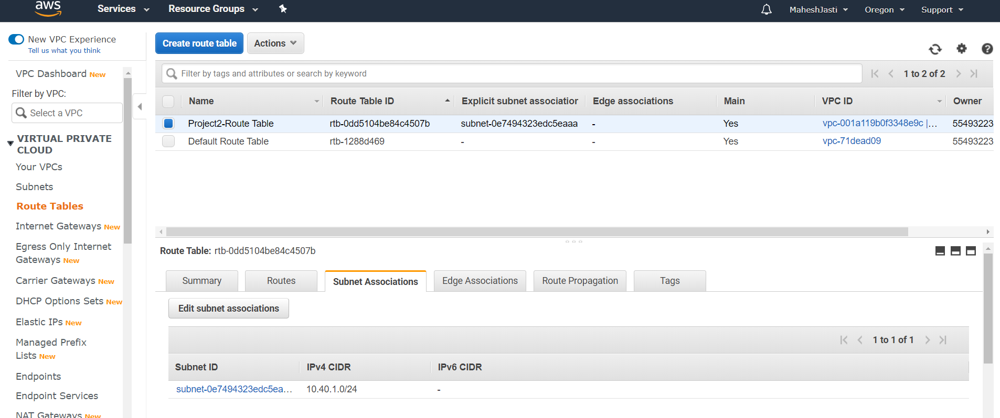 aws Services Resource Groups MaheshJasti Oregon Support
New VPC Experience
Tell us what you think
VPC Dashboard New
Filter by VPC:
Select a VPC
VIRTUAL PRIVATE
CLOUD
Your VPCs
Subnets
Route Tables
Internet Gateways New
Egress Only Internet
Gateways New
Carrier Gateways New
DHCP Options Sets New
Elastic IPs New
Managed Prefix
Lists New
Endpoints
Endpoint Services
NAT Gateways New
Create route table Actions
Filter by tags and attributes or search by keyword 1 to 2 of 2
Name Route Table ID Explicit subnet association Edge associations Main VPC ID Owner
Project2-Route Table rtb-0dd5104be84c4507b subnet-0e7494323edc5eaaa - Yes vpc-001a119b0f3348e9c |... 55493223
Default Route Table rtb-1288d469 - - Yes vpc-71dead09 55493223
Route Table: rtb-0dd5104be84c4507b
Summary Routes Subnet Associations Edge Associations Route Propagation Tags
Edit subnet associations
1 to 1 of 1
Subnet ID IPv4 CIDR IPv6 CIDR
subnet-0e7494323edc5ea... 10.40.1.0/24 -